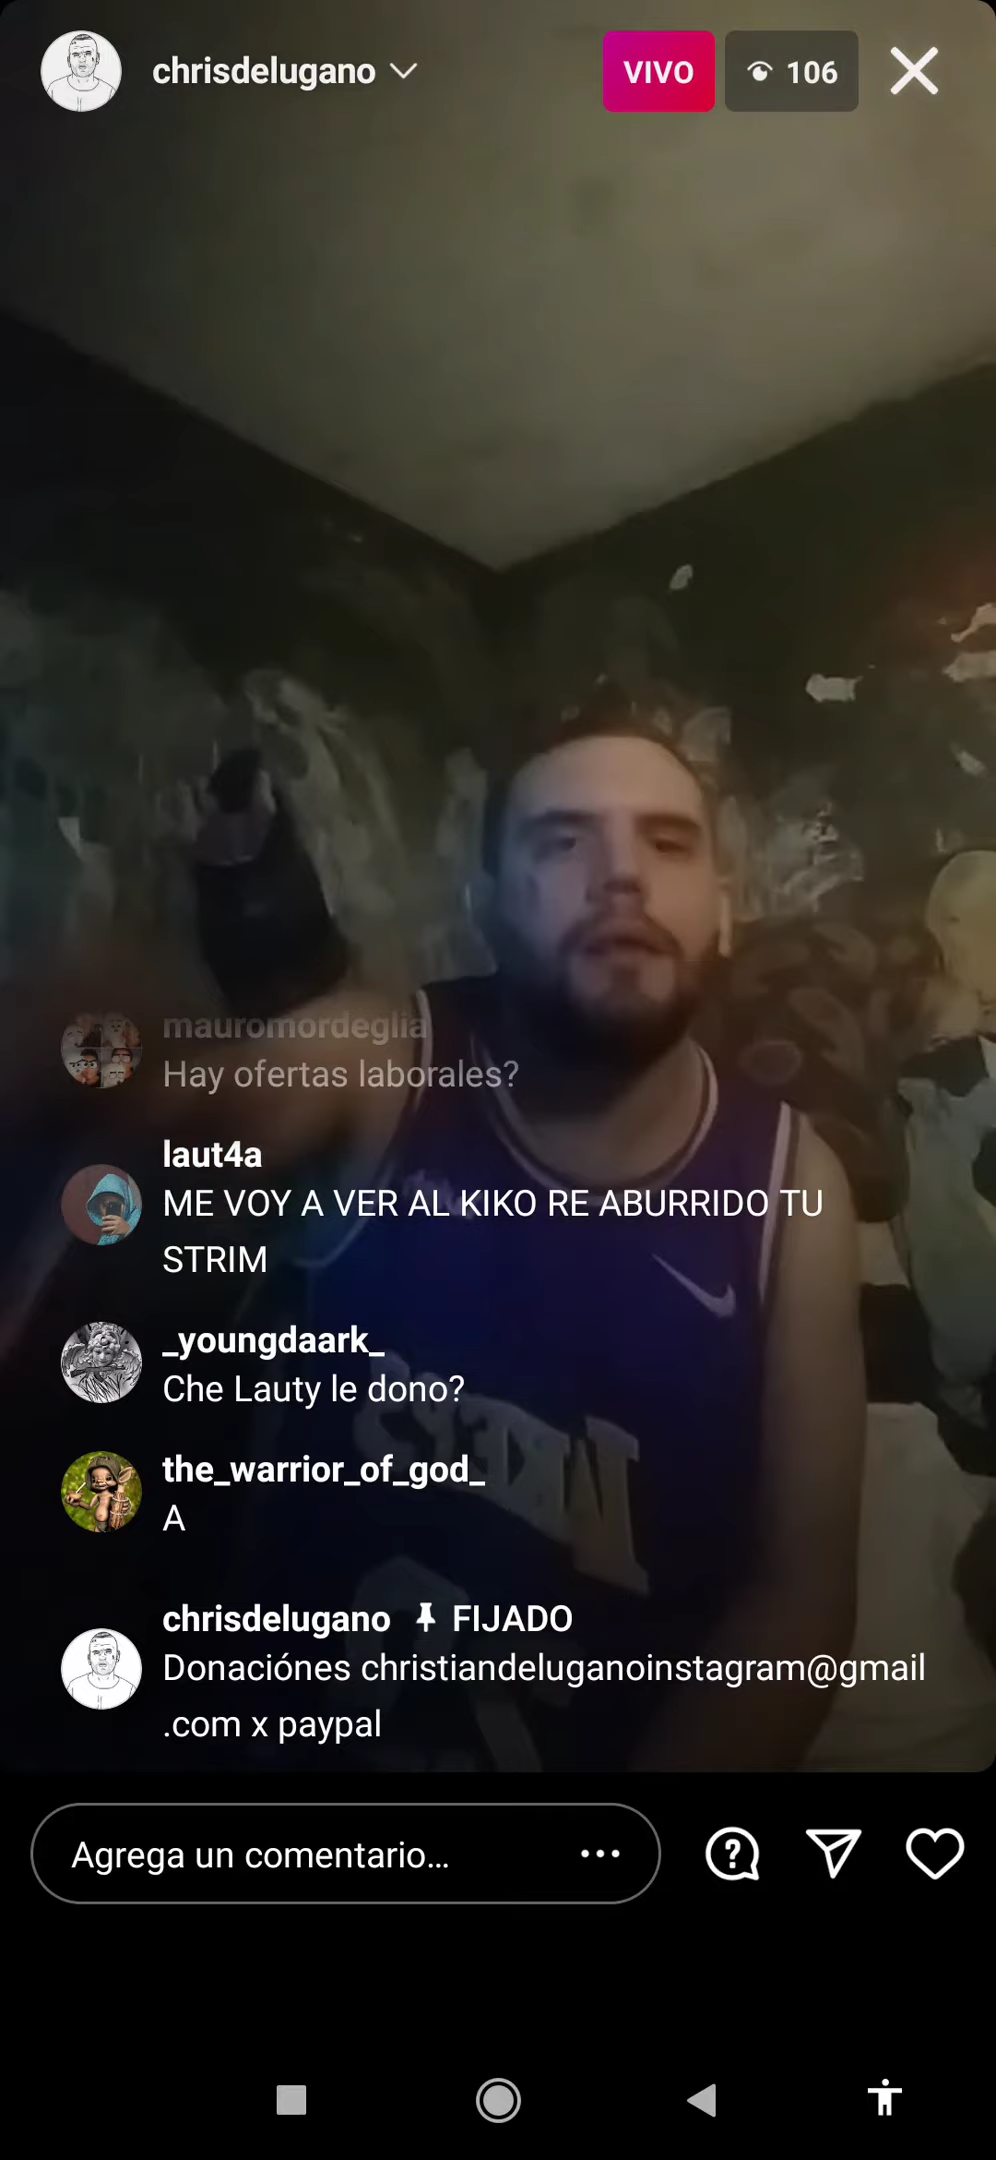 chrisdelugano
VIVO
106
mauromordeglia
Hay ofertas laborales?
laut4a
ME VOY A VER AL KIKO RE ABURRIDO TU
STRIM
_youngdaark_
Che Lauty le dono?
the_warrior_of_god_
A
chrisdelugano FIJADO
Donaciónes christiandeluganoinstagram@gmail
.com x paypal
Agrega un comentario...